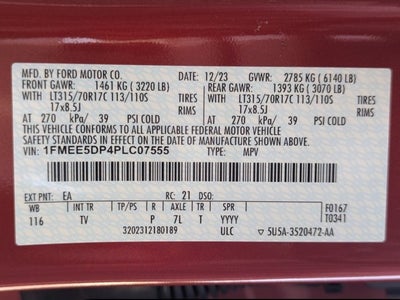 MFD. BY FORD MOTOR CO. 12/23 GVWR: 2785 KG ( 6140 LB)
FRONT GAWR: 1461 KG ( 3220 LB) REAR GAWR: 1393 KG ( 3070 LB)
WITH LT315/70R17C 113/110S TIRES WITH LT315/70R17C 113/110S TIRES
17x8.5J RIMS 17x8.5J RIMS
AT 270 kPa/ 39 PSI COLD AT 270 kPa/ 39 PSI COLD
THIS VEHICLE CONFORMS TO ALL APPLICABLE FEDERAL MOTOR VEHICLE
SAFETY STANDARDS IN EFFECT ON THE DATE OF MANUFACTURE SHOWN ABOVE.
VIN: 1FMEE5DP4PLC07555 TYPE: MPV
EXT PNT: EA RC: 21 DSO: F0167
WB INT TR TP/PS R AXLE TR SPR T0341
116 TV P 7L T YYYY
3202312180189 ULC 5U5A-3520472-AA